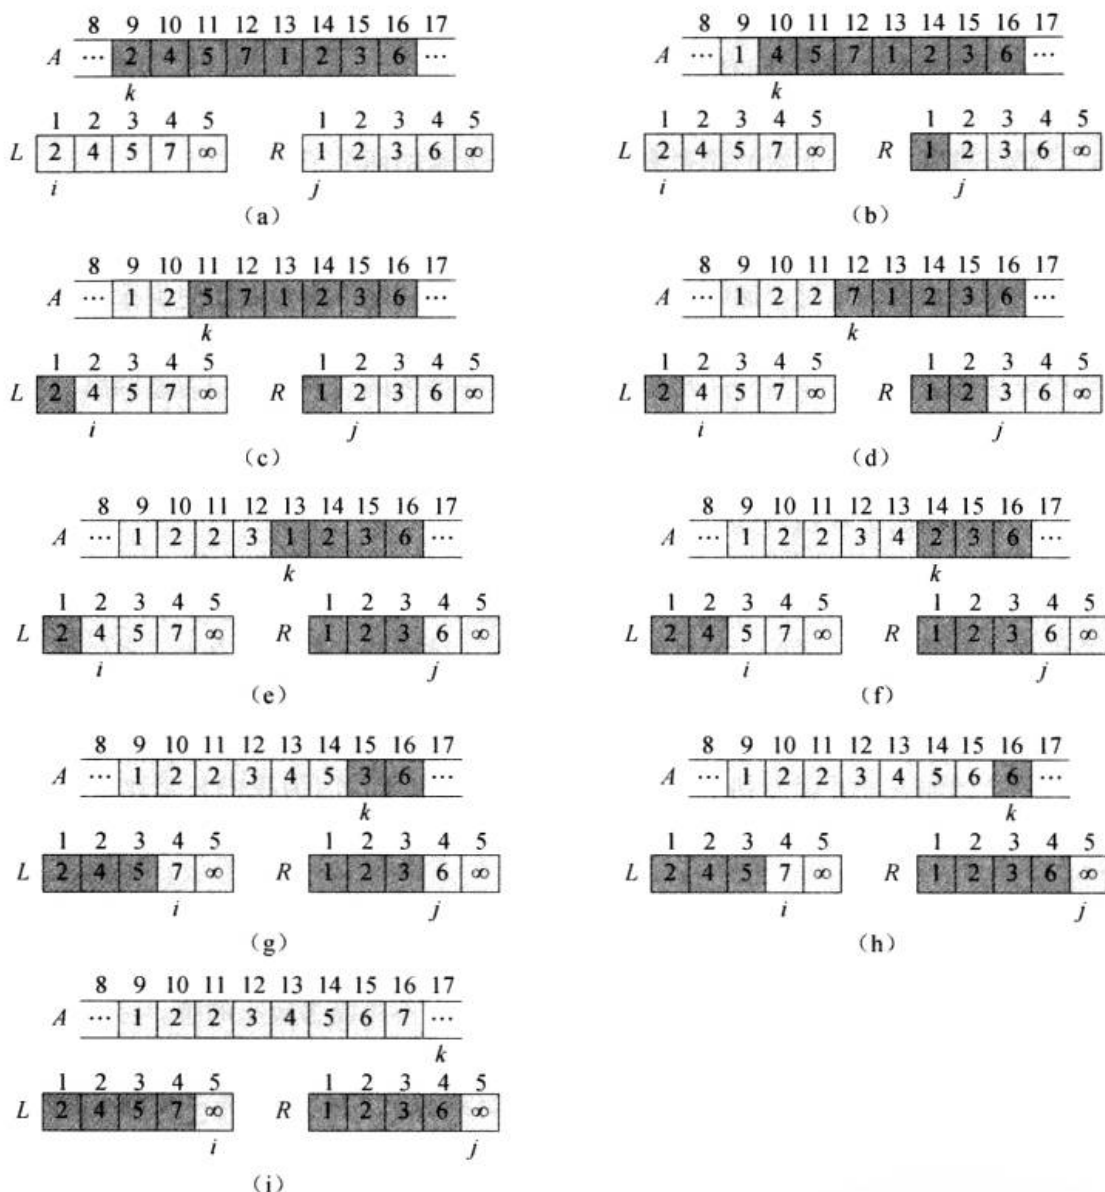 8 9 10 11 12 13 14 15 16 17
A ··· 2 4 5 7 1 2 3 6 ···
k
1 2 3 4 5 1 2 3 4 5
L 2 4 5 7 ∞ R 1 2 3 6 ∞
i j
(a)
8 9 10 11 12 13 14 15 16 17
A ··· 1 4 5 7 1 2 3 6 ···
k
1 2 3 4 5 1 2 3 4 5
L 2 4 5 7 ∞ R 1 2 3 6 ∞
i j
(b)
8 9 10 11 12 13 14 15 16 17
A ··· 1 2 5 7 1 2 3 6 ···
k
1 2 3 4 5 1 2 3 4 5
L 2 4 5 7 ∞ R 1 2 3 6 ∞
i j
(c)
8 9 10 11 12 13 14 15 16 17
A ··· 1 2 2 7 1 2 3 6 ···
k
1 2 3 4 5 1 2 3 4 5
L 2 4 5 7 ∞ R 1 2 3 6 ∞
i j
(d)
8 9 10 11 12 13 14 15 16 17
A ··· 1 2 2 3 1 2 3 6 ···
k
1 2 3 4 5 1 2 3 4 5
L 2 4 5 7 ∞ R 1 2 3 6 ∞
i j
(e)
8 9 10 11 12 13 14 15 16 17
A ··· 1 2 2 3 4 2 3 6 ···
k
1 2 3 4 5 1 2 3 4 5
L 2 4 5 7 ∞ R 1 2 3 6 ∞
i j
(f)
8 9 10 11 12 13 14 15 16 17
A ··· 1 2 2 3 4 5 3 6 ···
k
1 2 3 4 5 1 2 3 4 5
L 2 4 5 7 ∞ R 1 2 3 6 ∞
i j
(g)
8 9 10 11 12 13 14 15 16 17
A ··· 1 2 2 3 4 5 6 6 ···
k
1 2 3 4 5 1 2 3 4 5
L 2 4 5 7 ∞ R 1 2 3 6 ∞
i j
(h)
8 9 10 11 12 13 14 15 16 17
A ··· 1 2 2 3 4 5 6 7 ···
k
1 2 3 4 5 1 2 3 4 5
L 2 4 5 7 ∞ R 1 2 3 6 ∞
i j
(i)